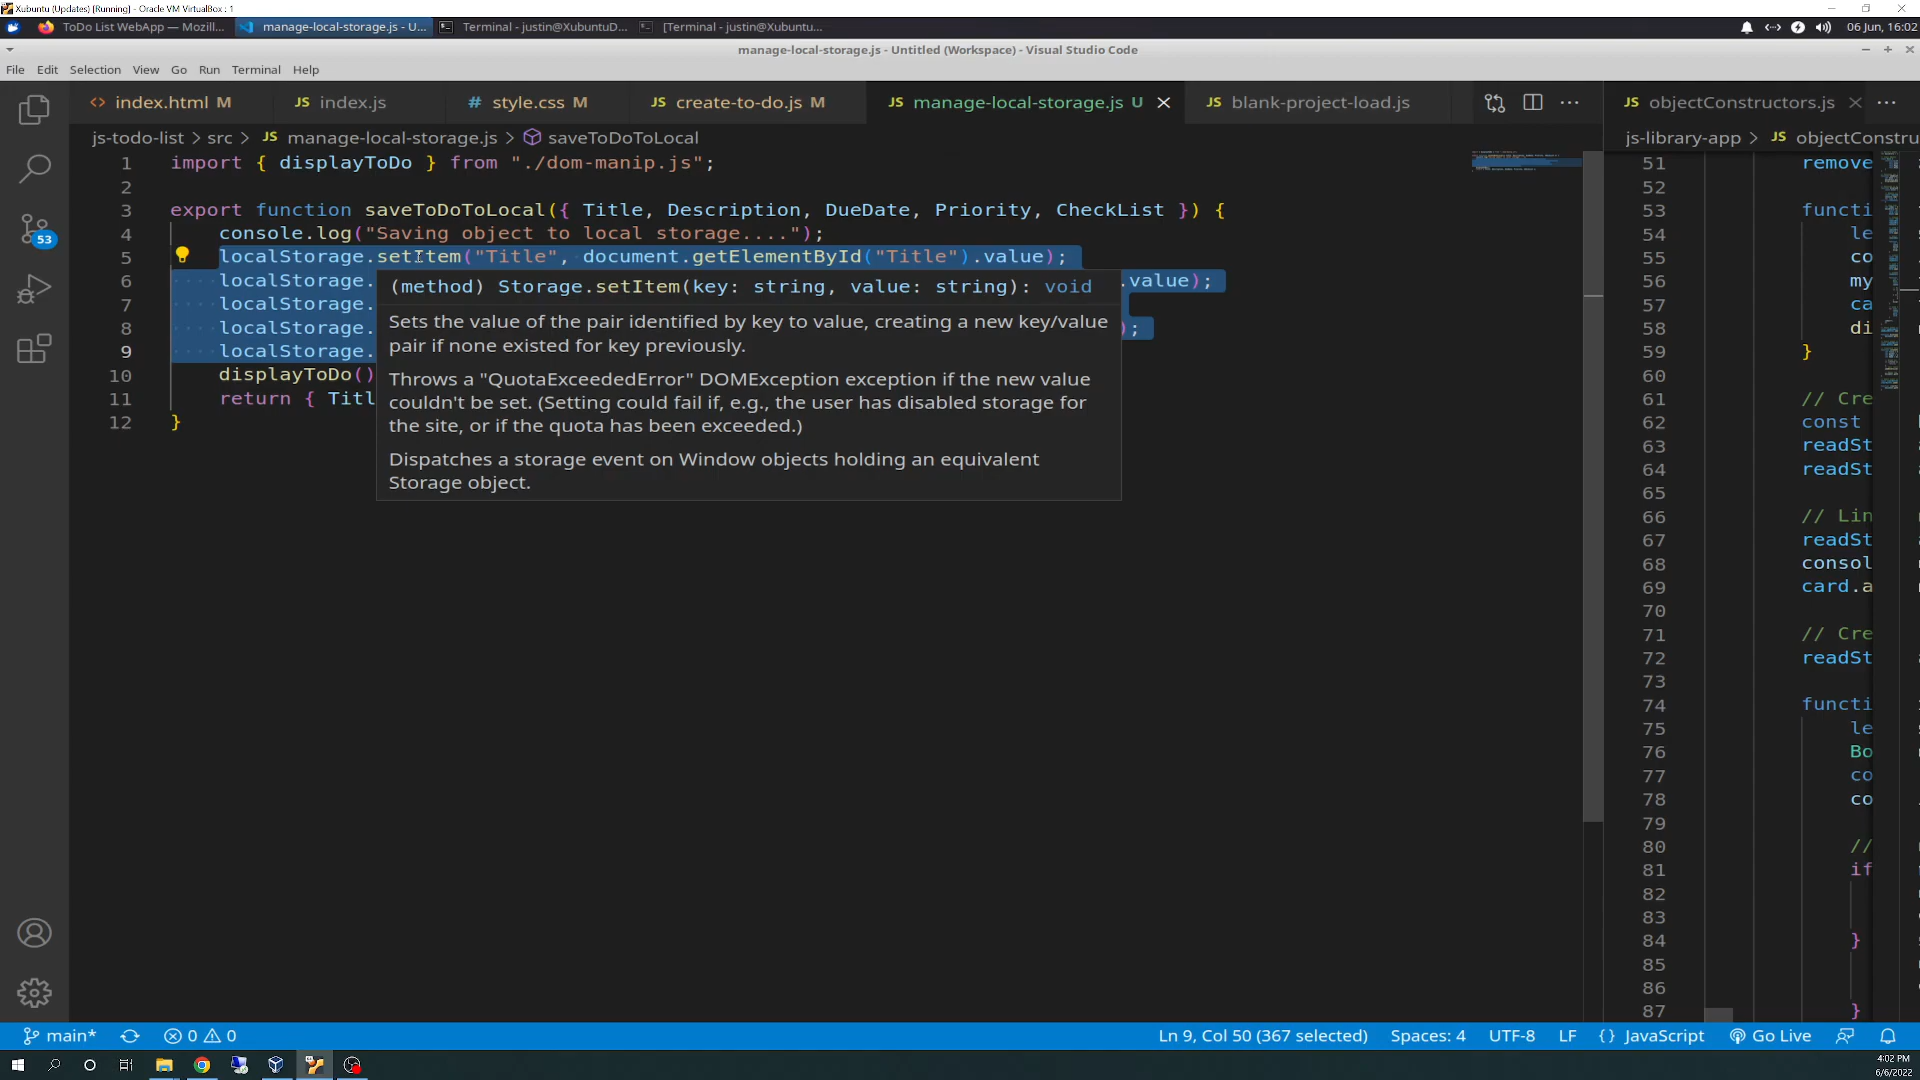 Xubuntu (Updates) [Running] - Oracle VM VirtualBox : 1
ToDo List WebApp — Mozill...
manage-local-storage.js - U...
Terminal - justin@XubuntuD...
[Terminal - justin@Xubuntu...
06 Jun, 16:02
manage-local-storage.js - Untitled (Workspace) - Visual Studio Code
File Edit Selection View Go Run Terminal Help
<> index.html M
JS index.js
# style.css M
JS create-to-do.js M
JS manage-local-storage.js U
JS blank-project-load.js
JS objectConstructors.js
js-todo-list > src > JS manage-local-storage.js > saveToDoToLocal
js-library-app > JS objectConstru
1 import { displayToDo } from "./dom-manip.js";
2
3 export function saveToDoToLocal({ Title, Description, DueDate, Priority, CheckList }) {
4 console.log("Saving object to local storage....");
5 localStorage.setItem("Title", document.getElementById("Title").value);
6 localStorage. .value);
7 localStorage.
8 localStorage. );
9 localStorage.
10 displayToDo()
11 return { Titl
12 }
(method) Storage.setItem(key: string, value: string): void
Sets the value of the pair identified by key to value, creating a new key/value
pair if none existed for key previously.
Throws a "QuotaExceededError" DOMException exception if the new value
couldn't be set. (Setting could fail if, e.g., the user has disabled storage for
the site, or if the quota has been exceeded.)
Dispatches a storage event on Window objects holding an equivalent
Storage object.
51 remove
52
53 functi
54 le
55 co
56 my
57 ca
58 di
59 }
60
61 // Cre
62 const
63 readSt
64 readSt
65
66 // Lin
67 readSt
68 consol
69 card.a
70
71 // Cre
72 readSt
73
74 functi
75 le
76 Bo
77 co
78 co
79
80 //
81 if
82
83
84 }
85
86
87 }
53
main* 0 0
Ln 9, Col 50 (367 selected) Spaces: 4 UTF-8 LF {} JavaScript Go Live
4:02 PM
6/6/2022